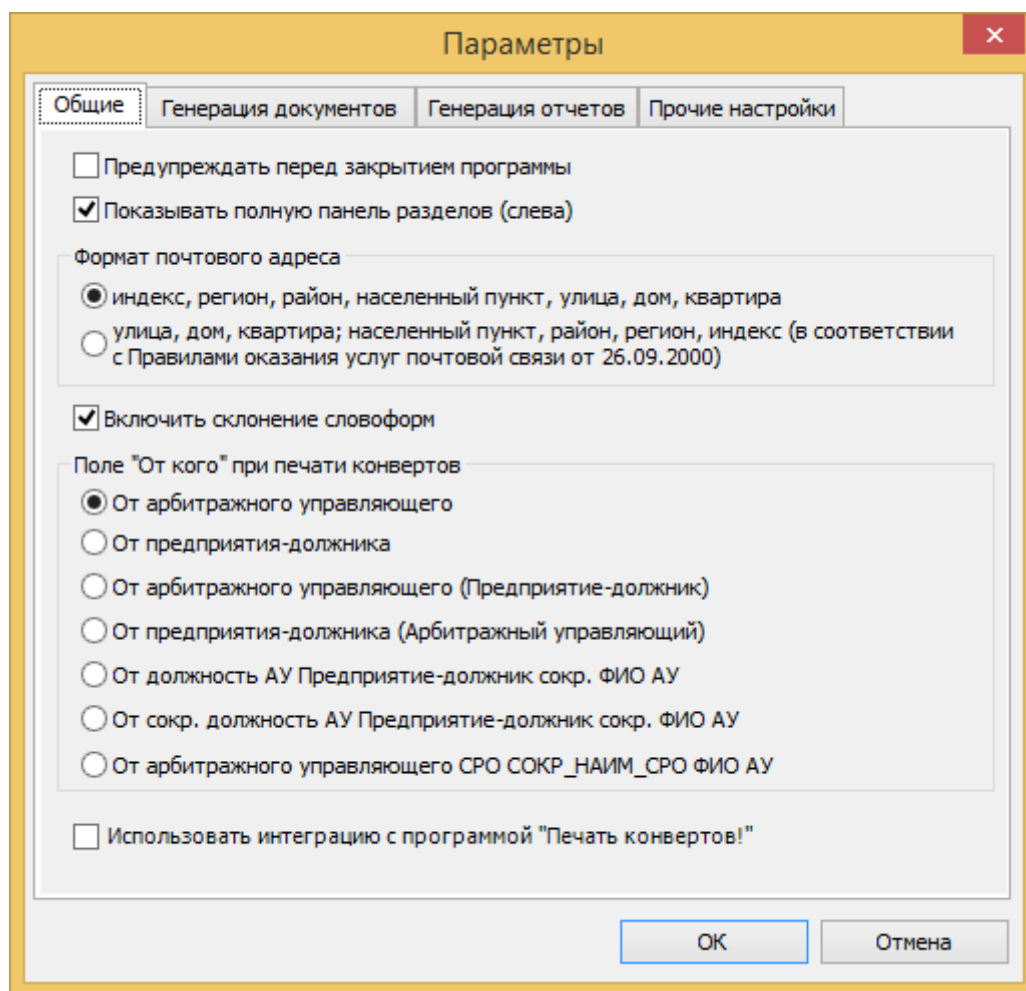 Параметры
Общие
Генерация документов
Генерация отчетов
Прочие настройки
Предупреждать перед закрытием программы
Показывать полную панель разделов (слева)
Формат почтового адреса
индекс, регион, район, населенный пункт, улица, дом, квартира
улица, дом, квартира; населенный пункт, район, регион, индекс (в соответствии
с Правилами оказания услуг почтовой связи от 26.09.2000)
Включить склонение словоформ
Поле "От кого" при печати конвертов
От арбитражного управляющего
От предприятия-должника
От арбитражного управляющего (Предприятие-должник)
От предприятия-должника (Арбитражный управляющий)
От должность АУ Предприятие-должник сокр. ФИО АУ
От сокр. должность АУ Предприятие-должник сокр. ФИО АУ
От арбитражного управляющего СРО СОКР_НАИМ_СРО ФИО АУ
Использовать интеграцию с программой "Печать конвертов!"
ОК
Отмена